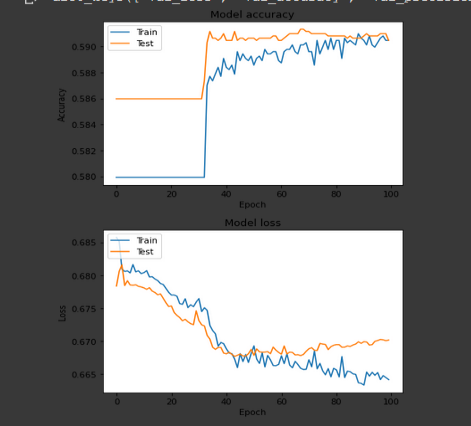 Model accuracy
Train
Test
0.590
0.588
0.586
0.584
0.582
0.580
Accuracy
0 20 40 60 80 100
Epoch
Model loss
Train
Test
0.685
0.680
0.675
0.670
0.665
Loss
0 20 40 60 80 100
Epoch